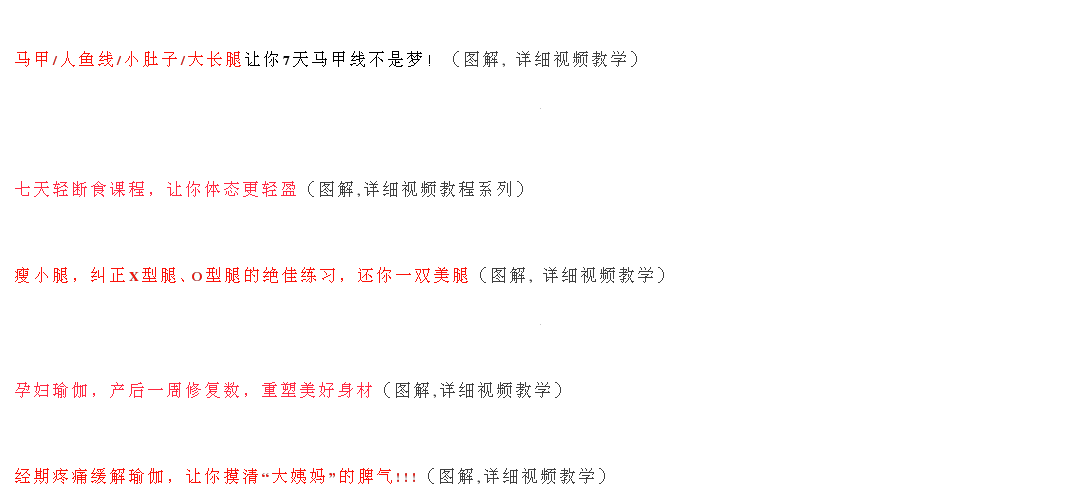 马甲/人鱼线/小肚子/大长腿让你7天马甲线不是梦！（图解, 详细视频教学）
七天轻断食课程，让你体态更轻盈（图解,详细视频教程系列）
瘦小腿，纠正X型腿、O型腿的绝佳练习，还你一双美腿（图解, 详细视频教学）
孕妇瑜伽，产后一周修复数，重塑美好身材（图解,详细视频教学）
经期疼痛缓解瑜伽，让你摸清“大姨妈”的脾气!!!（图解,详细视频教学）